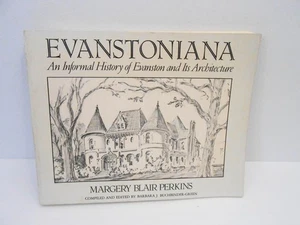 EVANSTONIANA
An Informal History of Evanston and Its Architecture
MARGERY BLAIR PERKINS
COMPILED AND EDITED BY BARBARA J. BUCHBINDER-GREEN